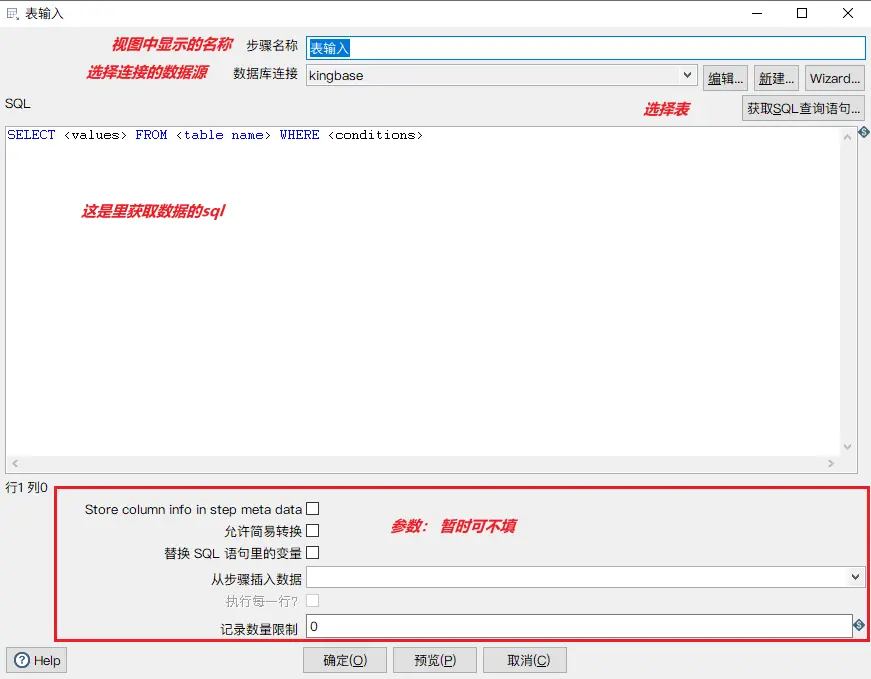 表输入
视图中显示的名称 步骤名称 表输入
选择连接的数据源 数据库连接 kingbase 编辑... 新建... Wizard...
SQL 选择表 获取SQL查询语句...
SELECT <values> FROM <table name> WHERE <conditions>
这是里获取数据的sql
行1 列0
Store column info in step meta data
参数： 暂时可不填
允许简易转换
替换 SQL 语句里的变量
从步骤插入数据
执行每一行?
记录数量限制 0
Help 确定(O) 预览(P) 取消(C)